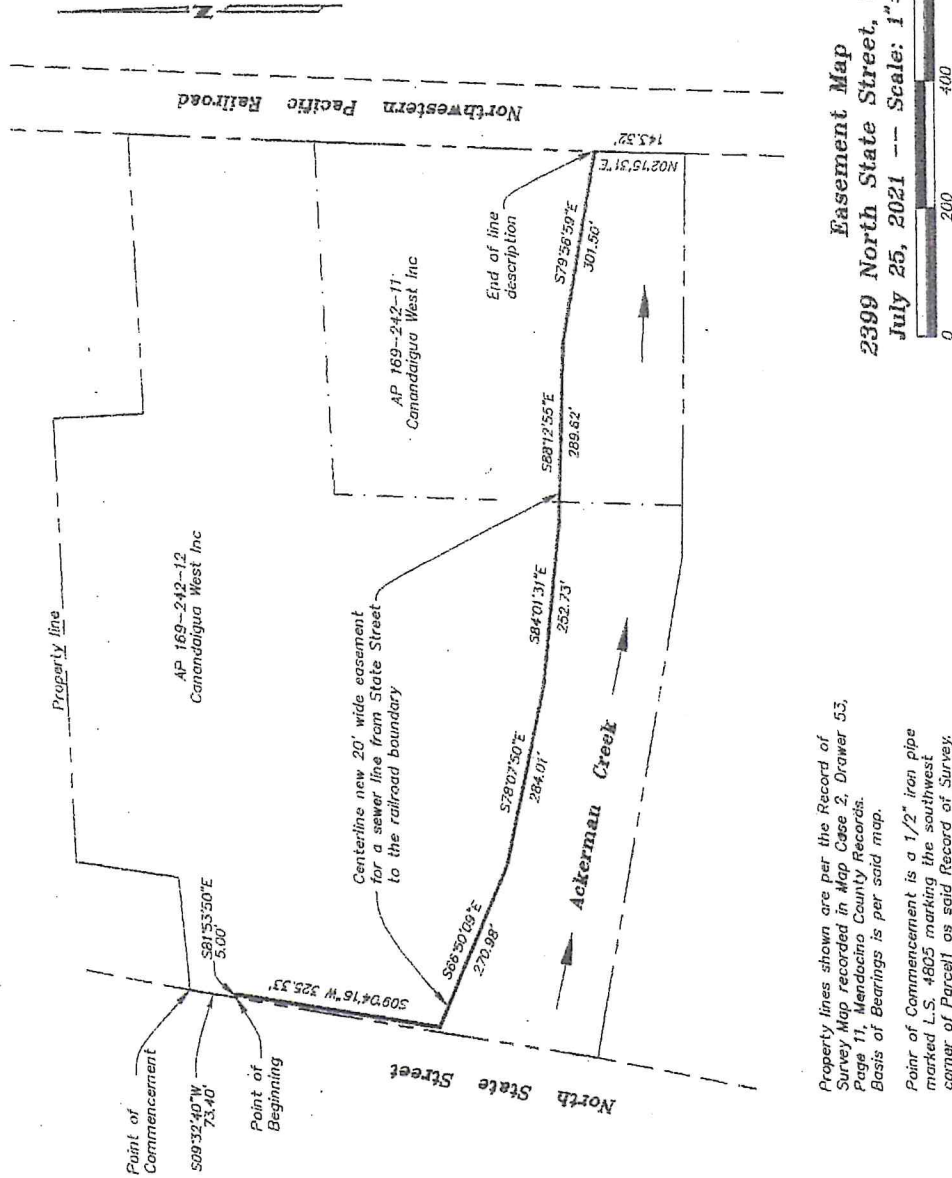 N
Northwestern Pacific Railroad
Property line
AP 169-242-12
Canandaigua West Inc
AP 169-242-11
Canandaigua West Inc
Point of
Commencement
S09°32'40"W
73.40'
Point of
Beginning
S81°53'50"E
5.00'
S09°04'16"W 325.33'
Centerline new 20' wide easement
for a sewer line from State Street
to the railroad boundary
End of line
description
S66°50'09"E
270.98'
S78°07'50"E
284.01'
S84°01'31"E
252.73'
S88°12'55"E
289.62'
S79°56'59"E
301.50'
N02°15'31"E
143.32'
North State Street
Ackerman Creek
Property lines shown are per the Record of
Survey Map recorded in Map Case 2, Drawer 53,
Page 11, Mendocino County Records.
Basis of Bearings is per said map.
Poinr of Commencement is a 1/2" iron pipe
marked L.S. 4805 marking the southwest
corner of Parcel1 os said Record of Survey.
Easement Map
2399 North State Street,
July 25, 2021 -- Scale: 1"=
0 200 400